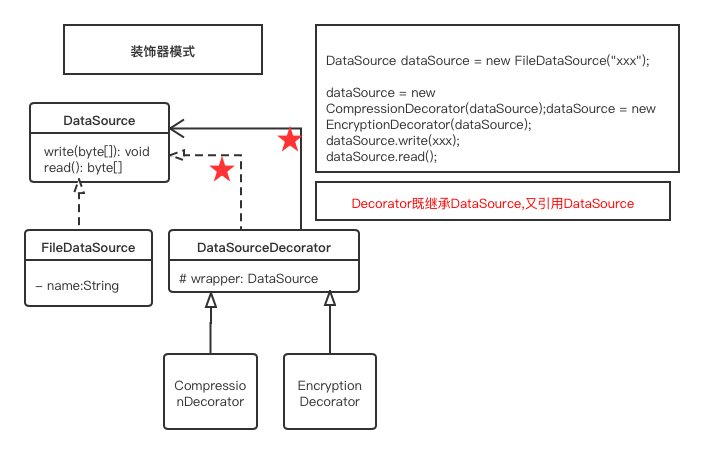 装饰器模式
DataSource dataSource = new FileDataSource("xxx");
dataSource = new
CompressionDecorator(dataSource);dataSource = new
EncryptionDecorator(dataSource);
dataSource.write(xxx);
dataSource.read();
Decorator既继承DataSource,又引用DataSource
DataSource
write(byte[]): void
read(): byte[]
FileDataSource
– name:String
DataSourceDecorator
# wrapper: DataSource
Compressio
nDecorator
Encryption
Decorator